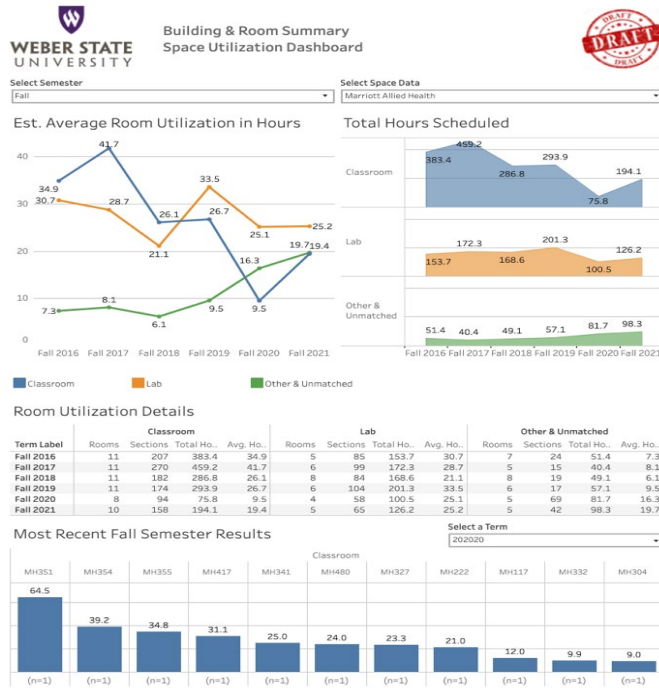 WEBER STATE
UNIVERSITY
Building & Room Summary
Space Utilization Dashboard
DRAFT
DRAFT
DRAFT
Select Semester
Fall
Select Space Data
Marriott Allied Health
Est. Average Room Utilization in Hours
40
30
20
10
0
34.9
41.7
26.1
26.7
9.5
19.4
30.7
28.7
21.1
33.5
25.1
25.2
7.3
8.1
6.1
9.5
16.3
19.7
Fall 2016 Fall 2017 Fall 2018 Fall 2019 Fall 2020 Fall 2021
Total Hours Scheduled
Classroom
383.4 459.2 286.8 293.9 75.8 194.1
Lab
153.7 172.3 168.6 201.3 100.5 126.2
Other &
Unmatched
51.4 40.4 49.1 57.1 81.7 98.3
Fall 2016 Fall 2017 Fall 2018 Fall 2019 Fall 2020 Fall 2021
Classroom Lab Other & Unmatched
Room Utilization Details
Classroom Lab Other & Unmatched
Term Label Rooms Sections Total Ho.. Avg. Ho.. Rooms Sections Total Ho.. Avg. Ho.. Rooms Sections Total Ho.. Avg. Ho..
Fall 2016 11 207 383.4 34.9 5 85 153.7 30.7 7 24 51.4 7.3
Fall 2017 11 270 459.2 41.7 6 99 172.3 28.7 5 15 40.4 8.1
Fall 2018 11 182 286.8 26.1 8 84 168.6 21.1 8 19 49.1 6.1
Fall 2019 11 174 293.9 26.7 6 104 201.3 33.5 6 17 57.1 9.5
Fall 2020 8 94 75.8 9.5 4 58 100.5 25.1 5 69 81.7 16.3
Fall 2021 10 158 194.1 19.4 5 65 126.2 25.2 5 42 98.3 19.7
Most Recent Fall Semester Results
Select a Term
202020
Classroom
MH351 MH354 MH355 MH417 MH341 MH480 MH327 MH222 MH117 MH332 MH304
64.5 39.2 34.8 31.1 25.0 24.0 23.3 21.0 12.0 9.9 9.0
(n=1) (n=1) (n=1) (n=1) (n=1) (n=1) (n=1) (n=1) (n=1) (n=1) (n=1)